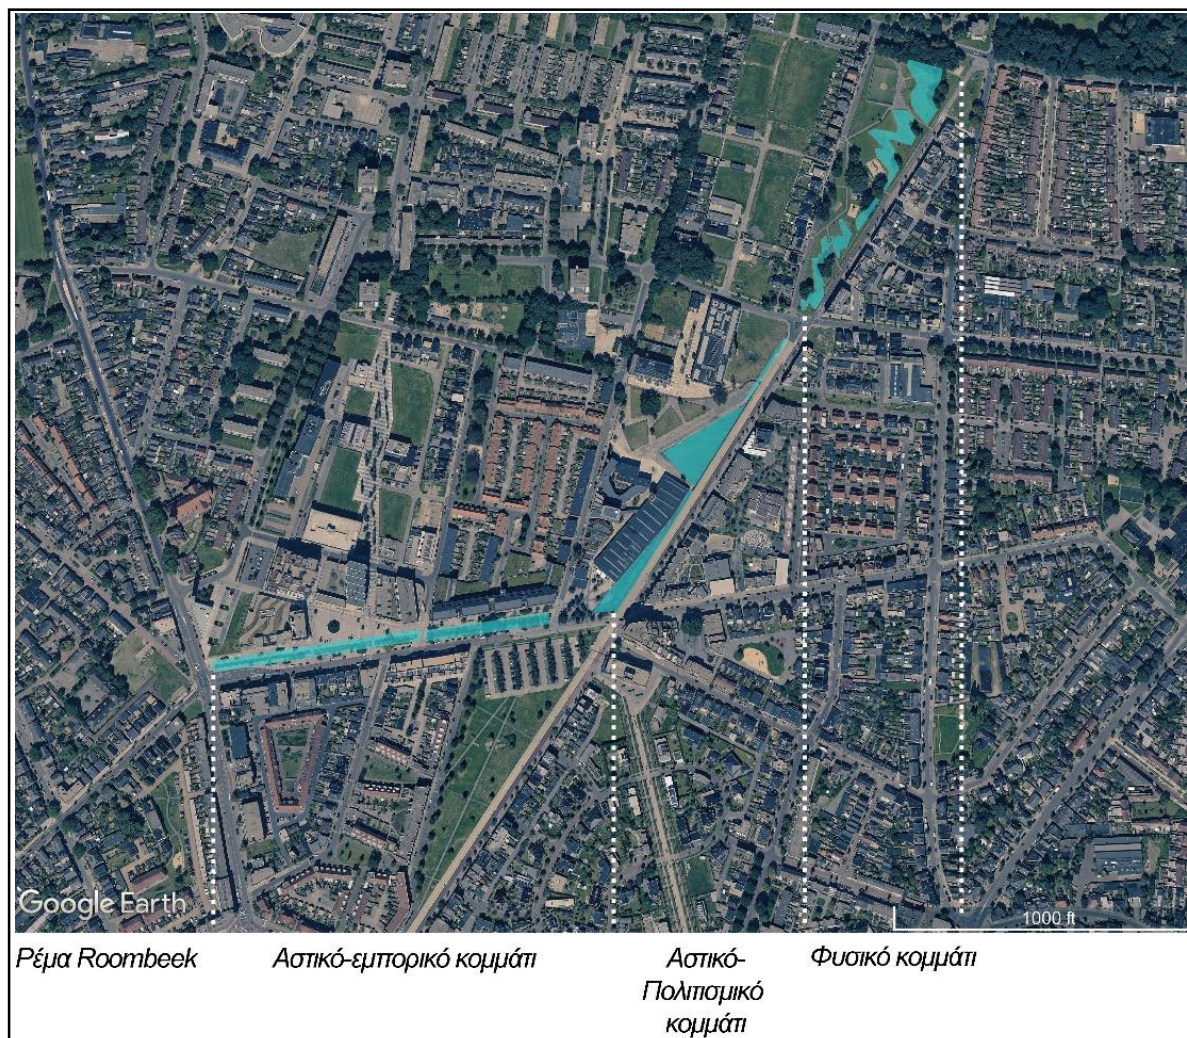 Google Earth
1000 ft
Ρέμα Roombeek
Αστικό-εμπορικό κομμάτι
Αστικό-
Πολιτισμικό
κομμάτι
Φυσικό κομμάτι